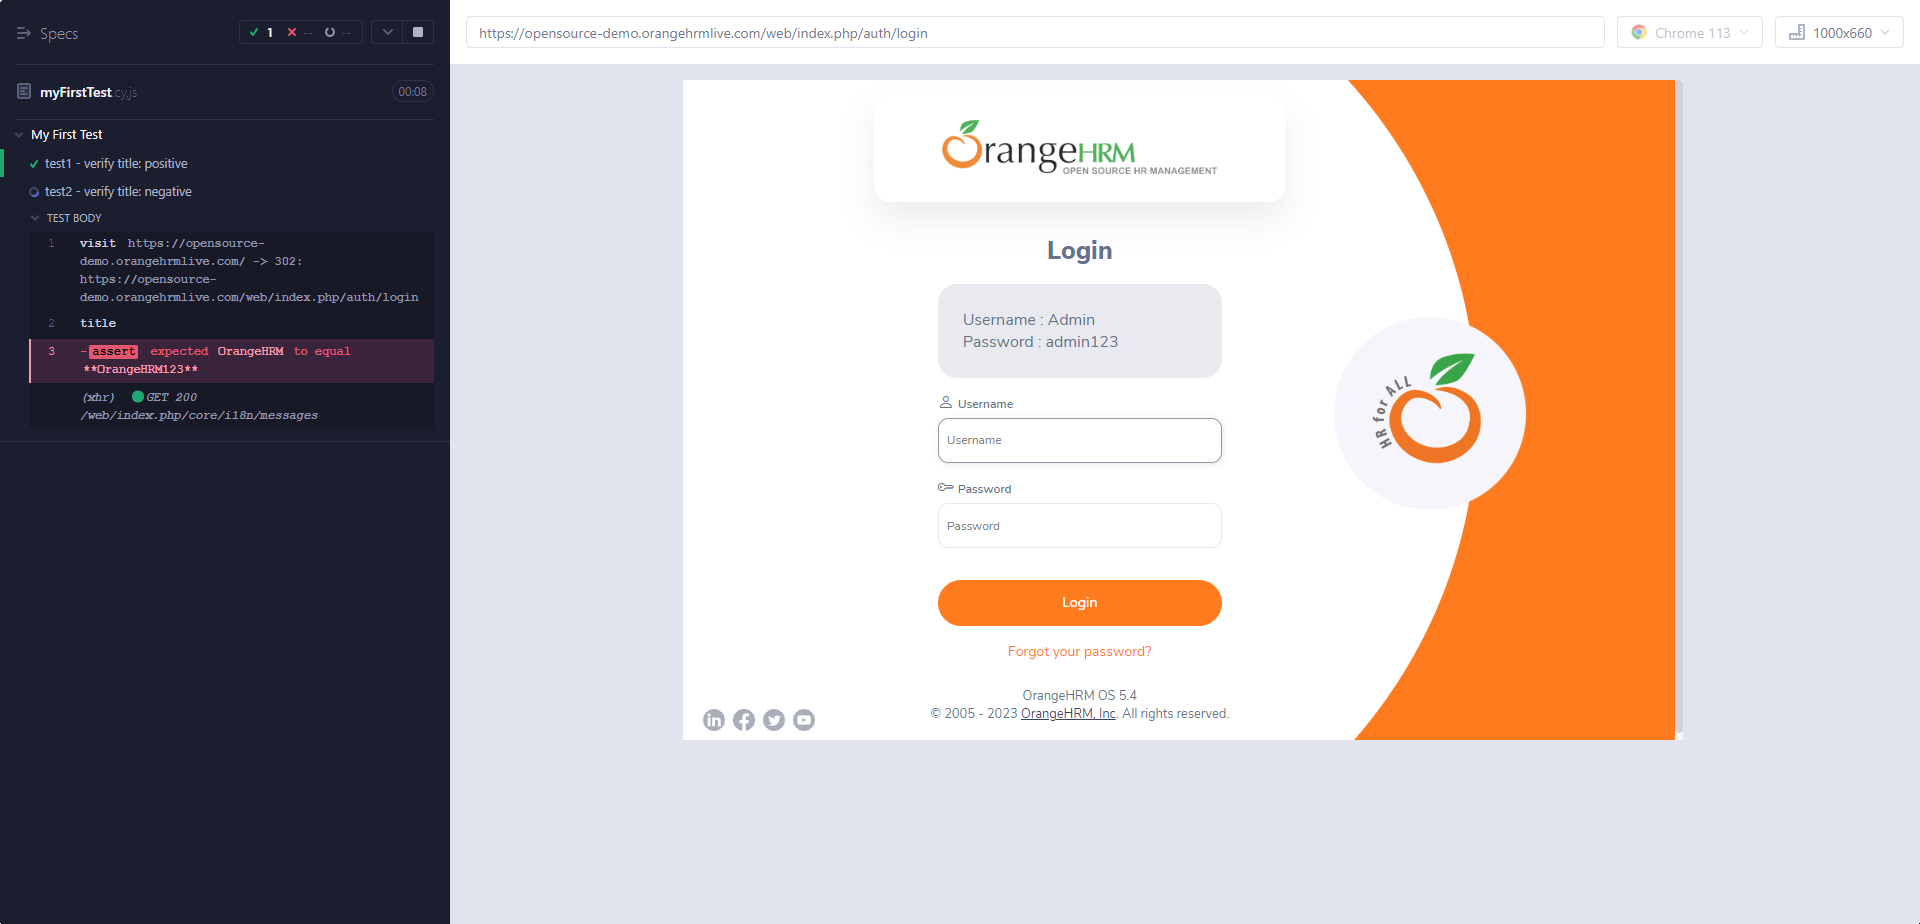 Specs
1 -- --
myFirstTest.cy.js 00:08
My First Test
test1 - verify title: positive
test2 - verify title: negative
TEST BODY
1 visit https://opensource-
demo.orangehrmlive.com/ -> 302:
https://opensource-
demo.orangehrmlive.com/web/index.php/auth/login
2 title
3 -assert expected OrangeHRM to equal
**OrangeHRM123**
(xhr) GET 200
/web/index.php/core/i18n/messages
https://opensource-demo.orangehrmlive.com/web/index.php/auth/login
Chrome 113
1000x660
OrangeHRM
OPEN SOURCE HR MANAGEMENT
Login
Username : Admin
Password : admin123
Username
Username
Password
Password
Login
Forgot your password?
OrangeHRM OS 5.4
© 2005 - 2023 OrangeHRM, Inc. All rights reserved.
HR for ALL